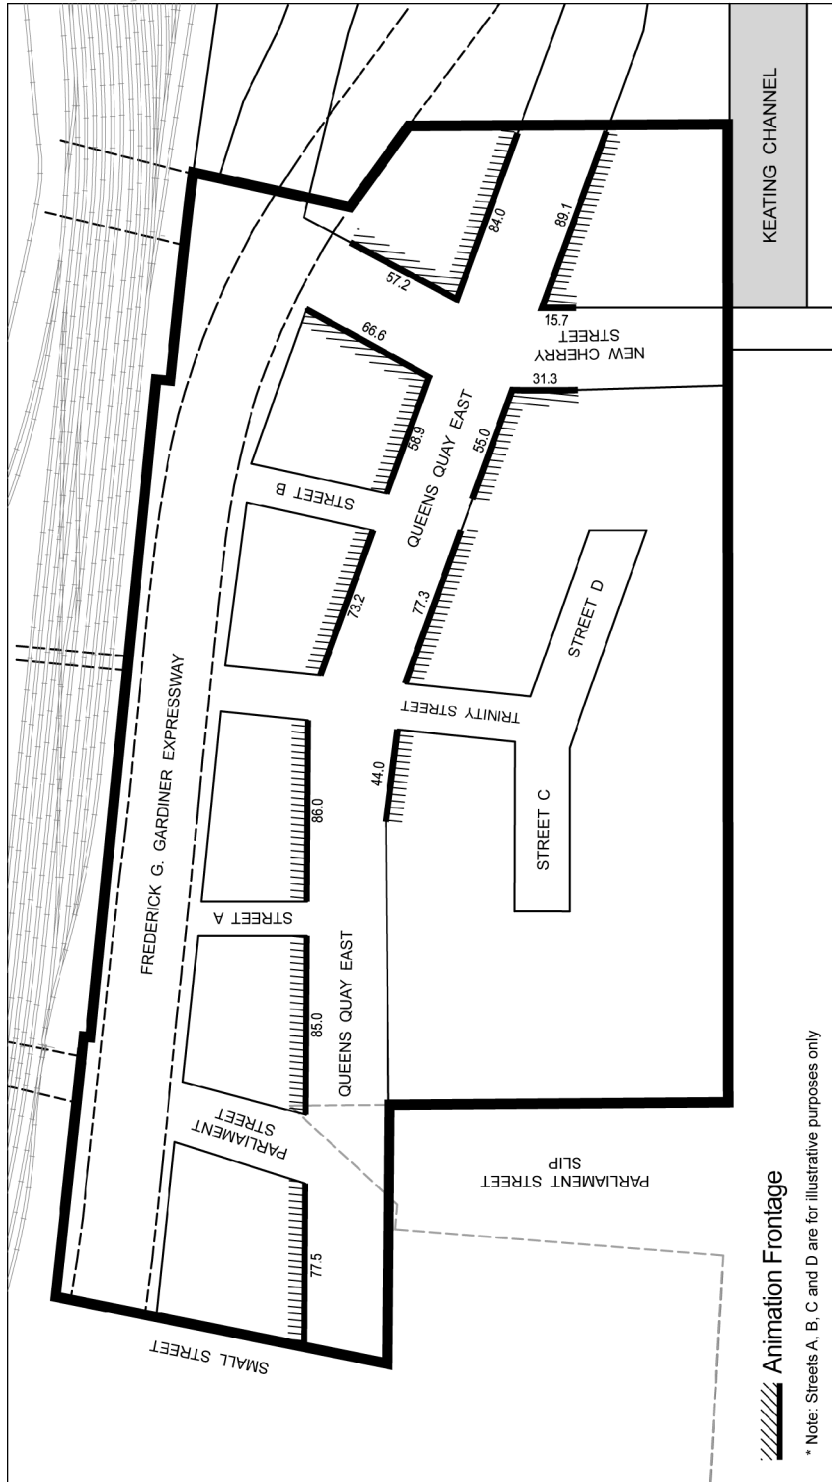 KEATING CHANNEL
84.0
89.1
57.2
15.7
NEW CHERRY
STREET
66.6
31.3
58.9
55.0
QUEENS QUAY EAST
STREET B
73.2
77.3
STREET D
TRINITY STREET
FREDERICK G. GARDINER EXPRESSWAY
86.0
44.0
STREET C
STREET A
85.0
QUEENS QUAY EAST
PARLIAMENT
STREET
PARLIAMENT STREET
SLIP
77.5
SMALL STREET
Animation Frontage
* Note: Streets A, B, C and D are for illustrative purposes only